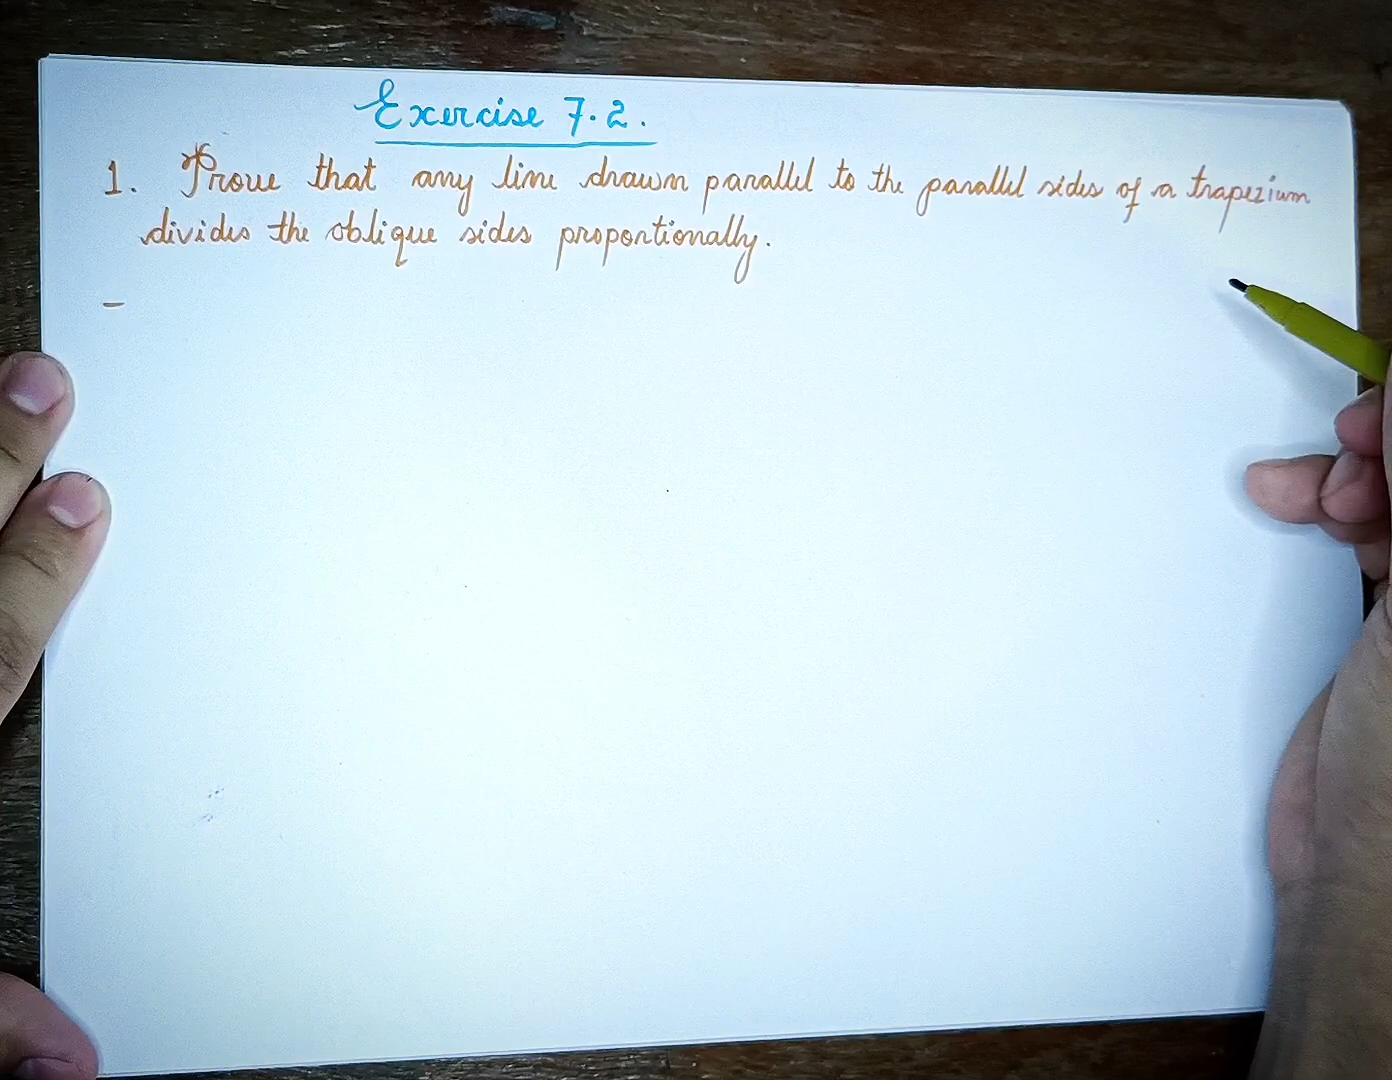 Exercise 7.2.
1. Prove that any line drawn parallel to the parallel sides of a trapezium
divides the oblique sides proportionally.
-